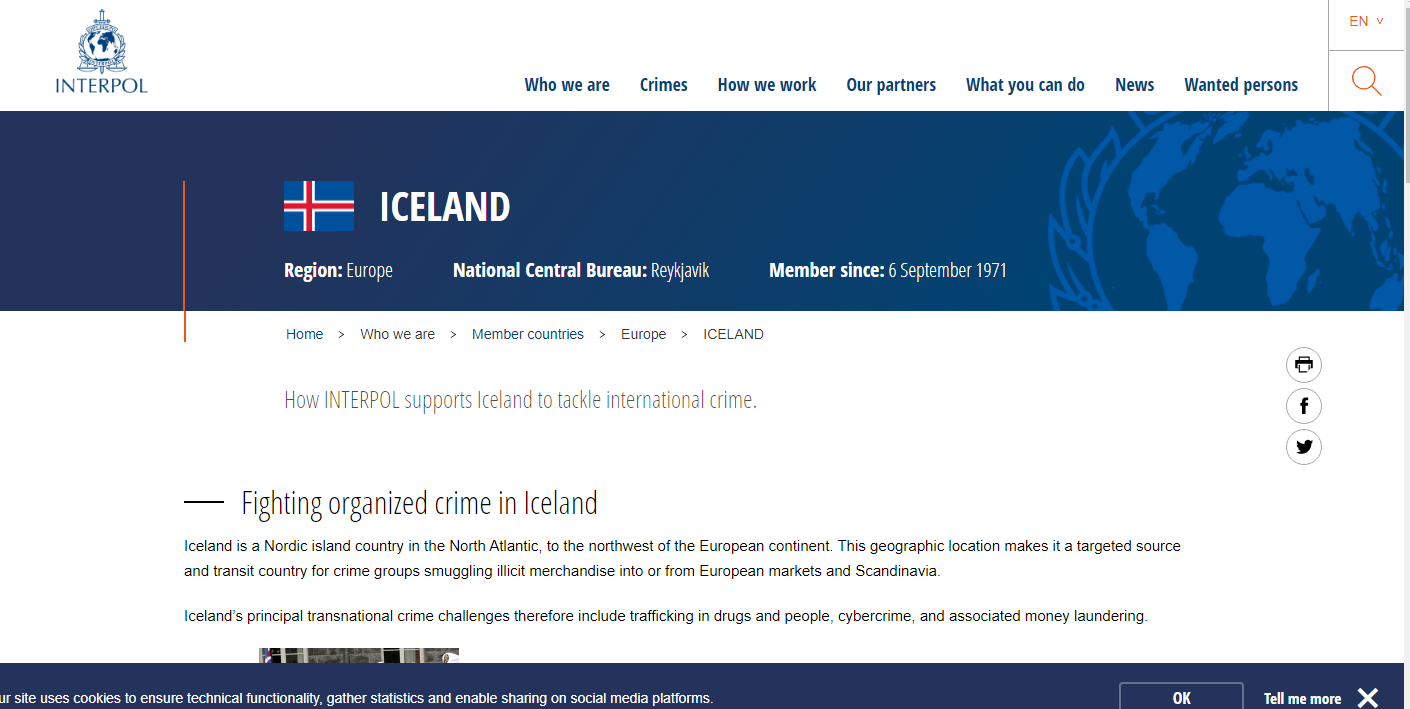 EN
INTERPOL
Who we are Crimes How we work Our partners What you can do News Wanted persons
ICELAND
Region: Europe National Central Bureau: Reykjavik Member since: 6 September 1971
Home > Who we are > Member countries > Europe > ICELAND
How INTERPOL supports Iceland to tackle international crime.
Fighting organized crime in Iceland
Iceland is a Nordic island country in the North Atlantic, to the northwest of the European continent. This geographic location makes it a targeted source
and transit country for crime groups smuggling illicit merchandise into or from European markets and Scandinavia.
Iceland’s principal transnational crime challenges therefore include trafficking in drugs and people, cybercrime, and associated money laundering.
ur site uses cookies to ensure technical functionality, gather statistics and enable sharing on social media platforms. OK Tell me more